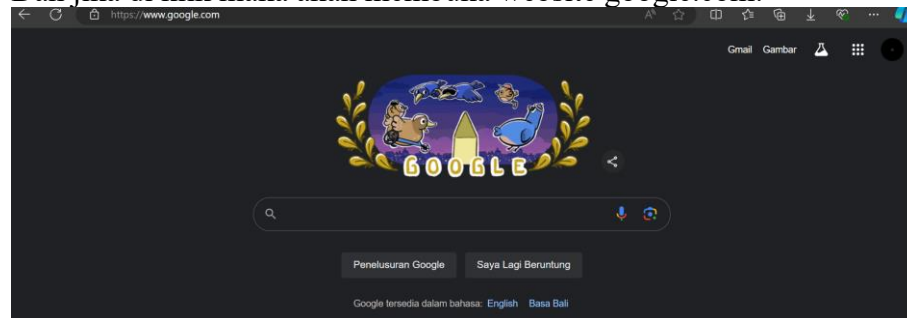 https://www.google.com
Gmail Gambar
GOOGLE
Penelusuran Google Saya Lagi Beruntung
Google tersedia dalam bahasa: English Basa Bali